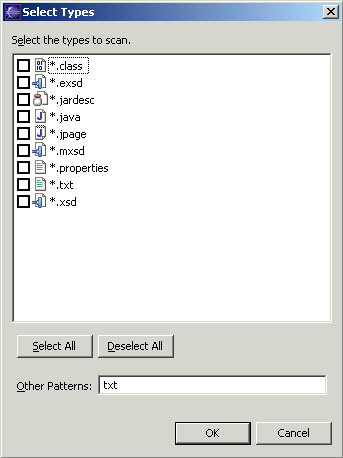 Select Types
Select the types to scan.
*.class
*.exsd
*.jardesc
*.java
*.jpage
*.mxsd
*.properties
*.txt
*.xsd
Select All Deselect All
Other Patterns: txt
OK Cancel